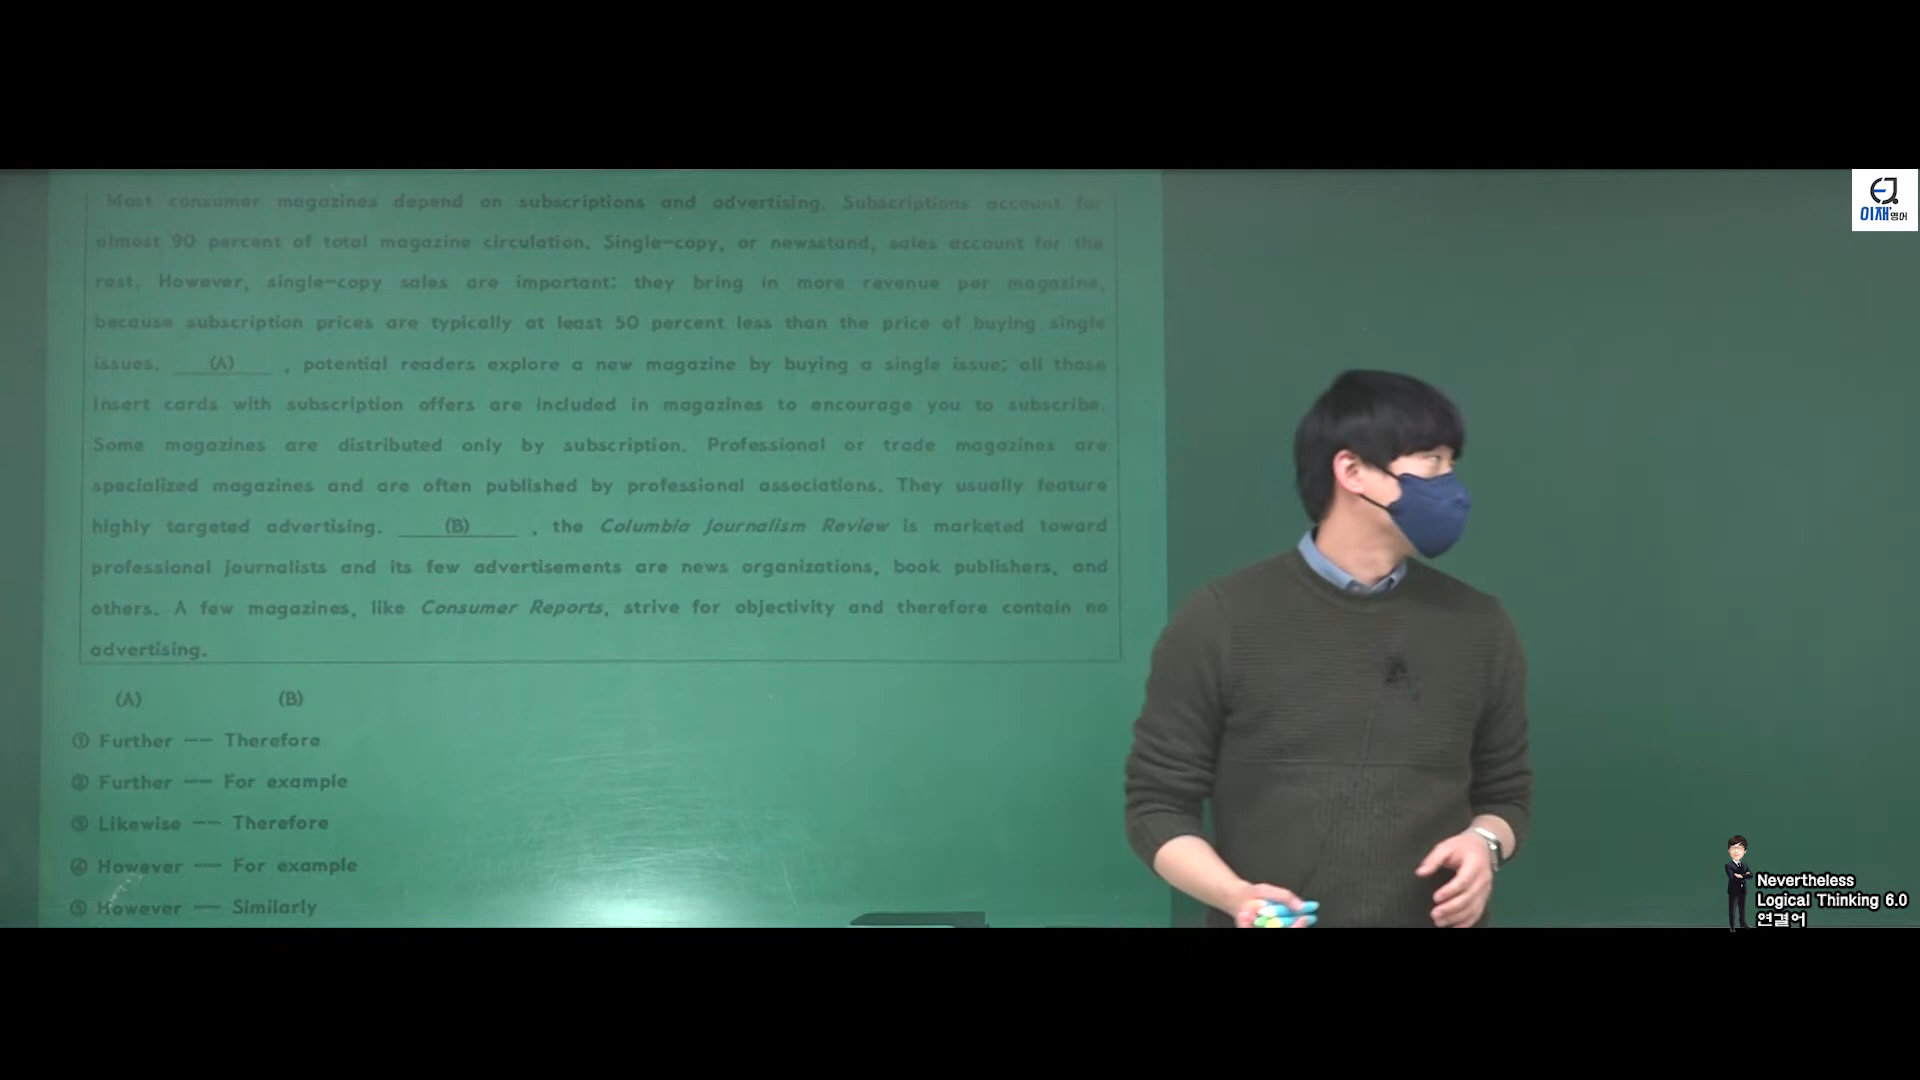 Most consumer magazines depend on subscriptions and advertising. Subscriptions account for
almost 90 percent of total magazine circulation. Single-copy, or newsstand, sales account for the
rest. However, single-copy sales are important: they bring in more revenue per magazine,
because subscription prices are typically at least 50 percent less than the price of buying single
issues. (A) , potential readers explore a new magazine by buying a single issue; all those
insert cards with subscription offers are included in magazines to encourage you to subscribe.
Some magazines are distributed only by subscription. Professional or trade magazines are
specialized magazines and are often published by professional associations. They usually feature
highly targeted advertising. (B) , the Columbia Journalism Review is marketed toward
professional journalists and its few advertisements are news organizations, book publishers, and
others. A few magazines, like Consumer Reports, strive for objectivity and therefore contain no
advertising.
(A) (B)
① Further ---- Therefore
② Further ---- For example
③ Likewise ---- Therefore
④ However ---- For example
⑤ However ---- Similarly
EJ
이재영어
Nevertheless
Logical Thinking 6.0
연결어